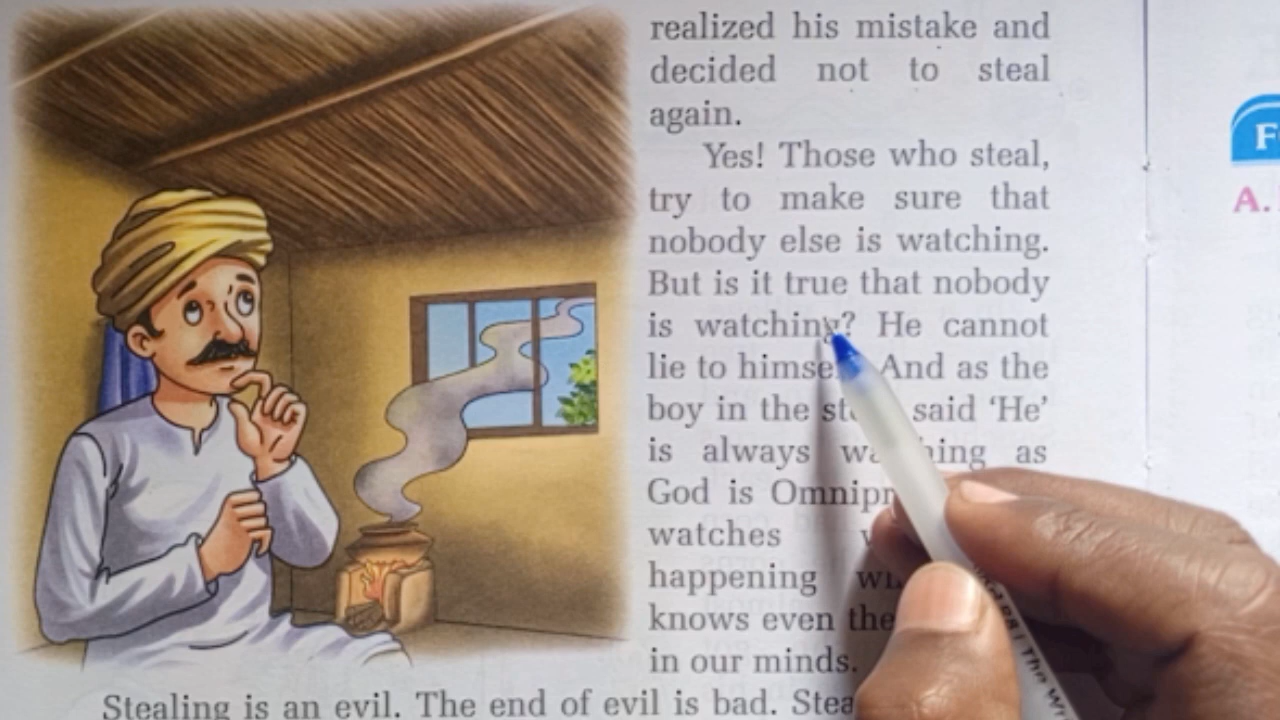 realized his mistake and
decided not to steal
again.
Yes! Those who steal,
try to make sure that
nobody else is watching.
But is it true that nobody
is watching? He cannot
lie to himse And as the
boy in the said ‘He’
is always as
God is
watches
happening
knows even the
in our minds.
Stealing is an evil. The end of evil is bad.
A.